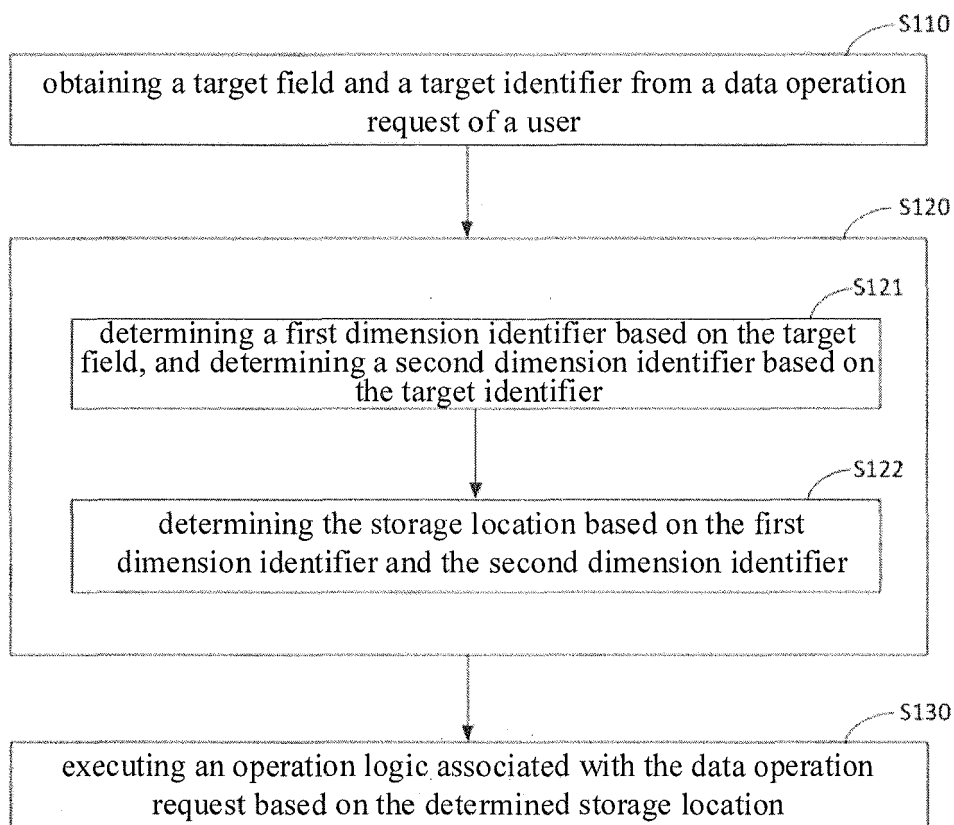 S110
obtaining a target field and a target identifier from a data operation
request of a user
S120
S121
determining a first dimension identifier based on the target
field, and determining a second dimension identifier based on
the target identifier
S122
determining the storage location based on the first
dimension identifier and the second dimension identifier
S130
executing an operation logic associated with the data operation
request based on the determined storage location